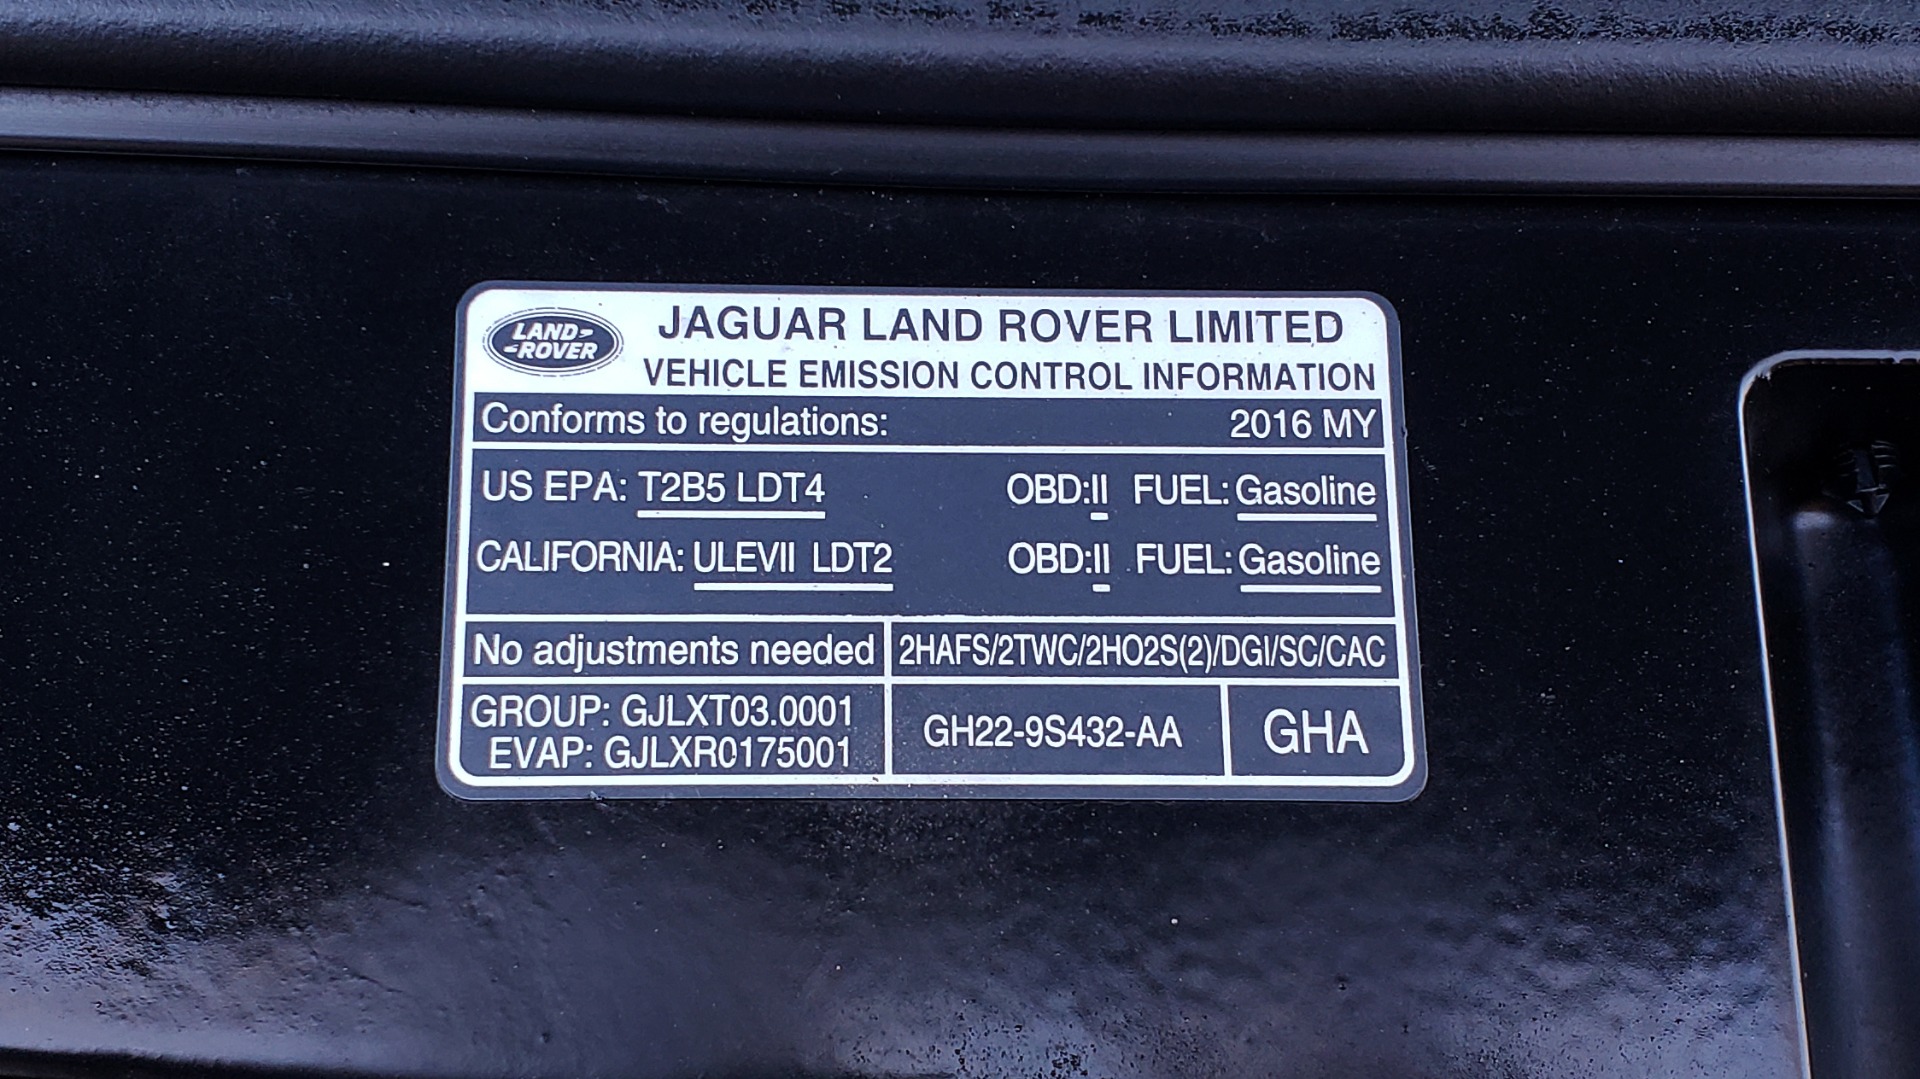 LAND ROVER
JAGUAR LAND ROVER LIMITED
VEHICLE EMISSION CONTROL INFORMATION
Conforms to regulations: 2016 MY
US EPA: T2B5 LDT4 OBD:II FUEL: Gasoline
CALIFORNIA: ULEVII LDT2 OBD:II FUEL: Gasoline
No adjustments needed 2HAFS/2TWC/2HO2S(2)/DGI/SC/CAC
GROUP: GJLXT03.0001
EVAP: GJLXR0175001
GH22-9S432-AA GHA